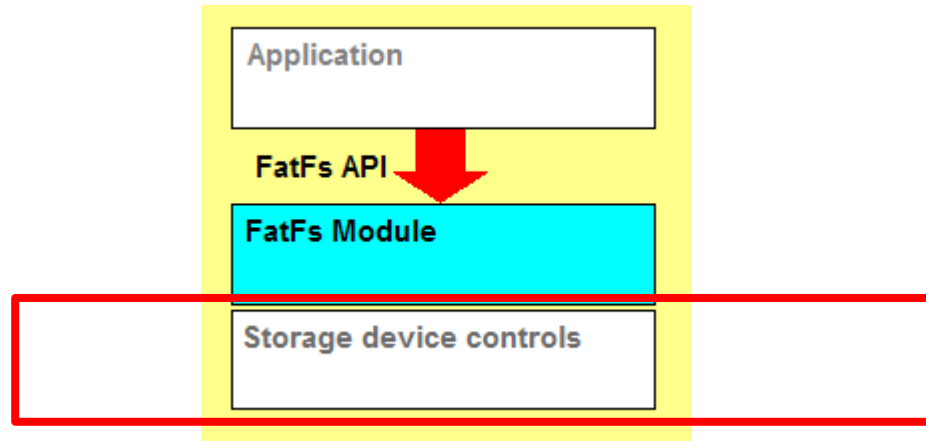 Application
FatFs API
FatFs Module
Storage device controls